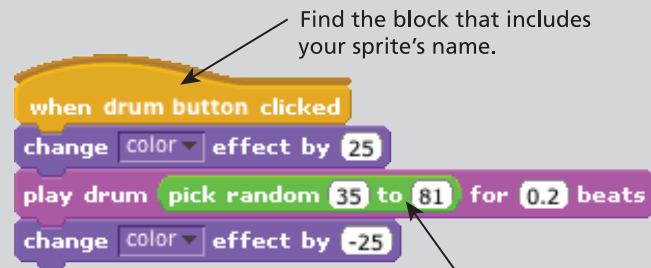 Find the block that includes
your sprite's name.
when drum button clicked
change color effect by 25
play drum pick random 35 to 81 for 0.2 beats
change color effect by -25